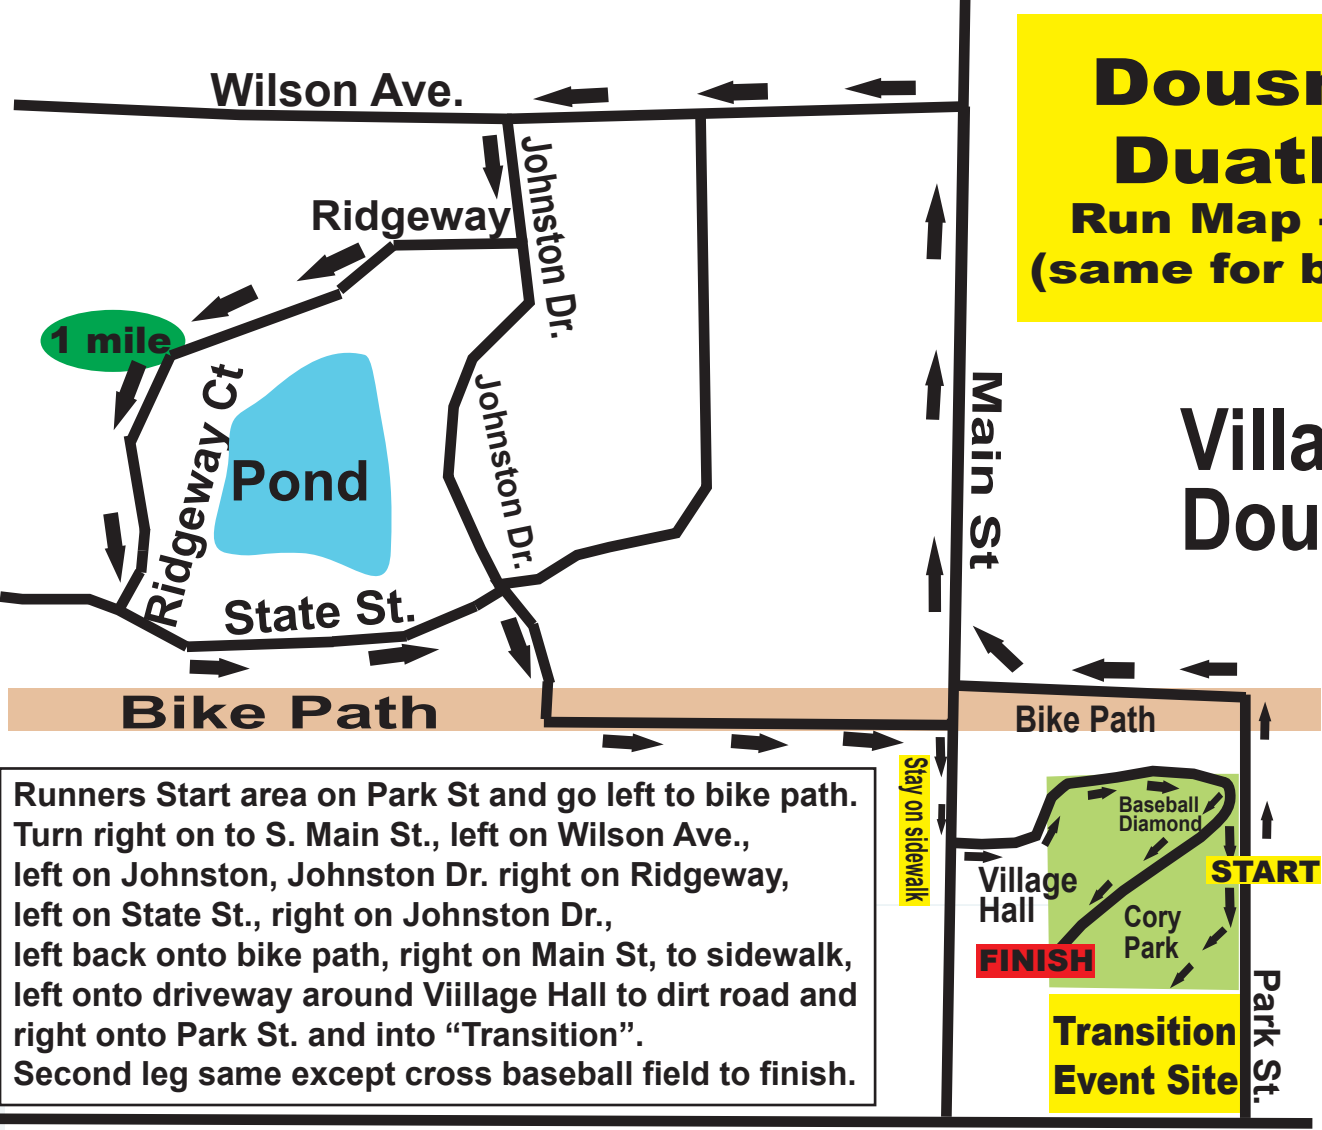 Wilson Ave.
Johnston Dr.
Ridgeway
1 mile
Ridgeway Ct
Pond
Johnston Dr.
State St.
Main St
Bike Path
Bike Path
Stay on sidewalk
Baseball
Diamond
START
Village
Hall
Cory
Park
FINISH
Transition
Event Site
Park St.
Run Map
(same for
Runners Start area on Park St and go left to bike path.
Turn right on to S. Main St., left on Wilson Ave.,
left on Johnston, Johnston Dr. right on Ridgeway,
left on State St., right on Johnston Dr.,
left back onto bike path, right on Main St, to sidewalk,
left onto driveway around Viillage Hall to dirt road and
right onto Park St. and into “Transition”.
Second leg same except cross baseball field to finish.